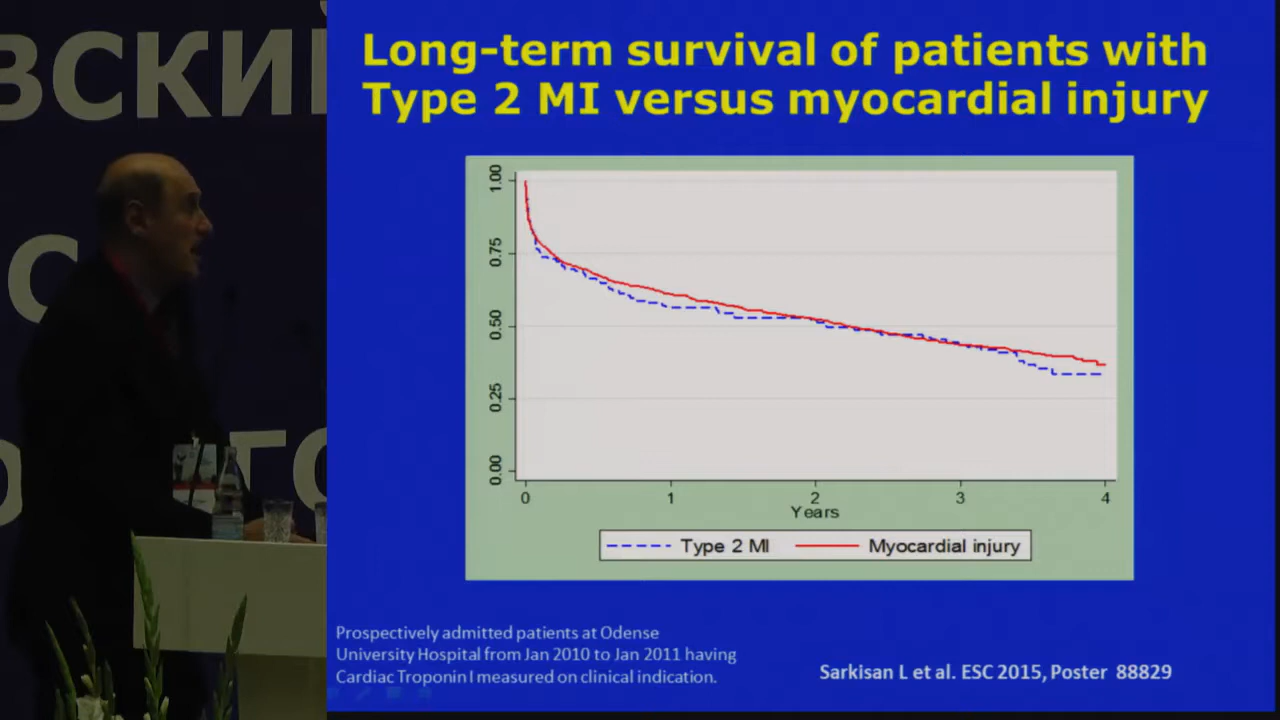 ВСКИЙ
С
ГО
Long-term survival of patients with
Type 2 MI versus myocardial injury
1.00
0.75
0.50
0.25
0.00
0
1
2
3
4
Years
Type 2 MI
Myocardial injury
Prospectively admitted patients at Odense
University Hospital from Jan 2010 to Jan 2011 having
Cardiac Troponin I measured on clinical indication.
Sarkisan L et al. ESC 2015, Poster 88829